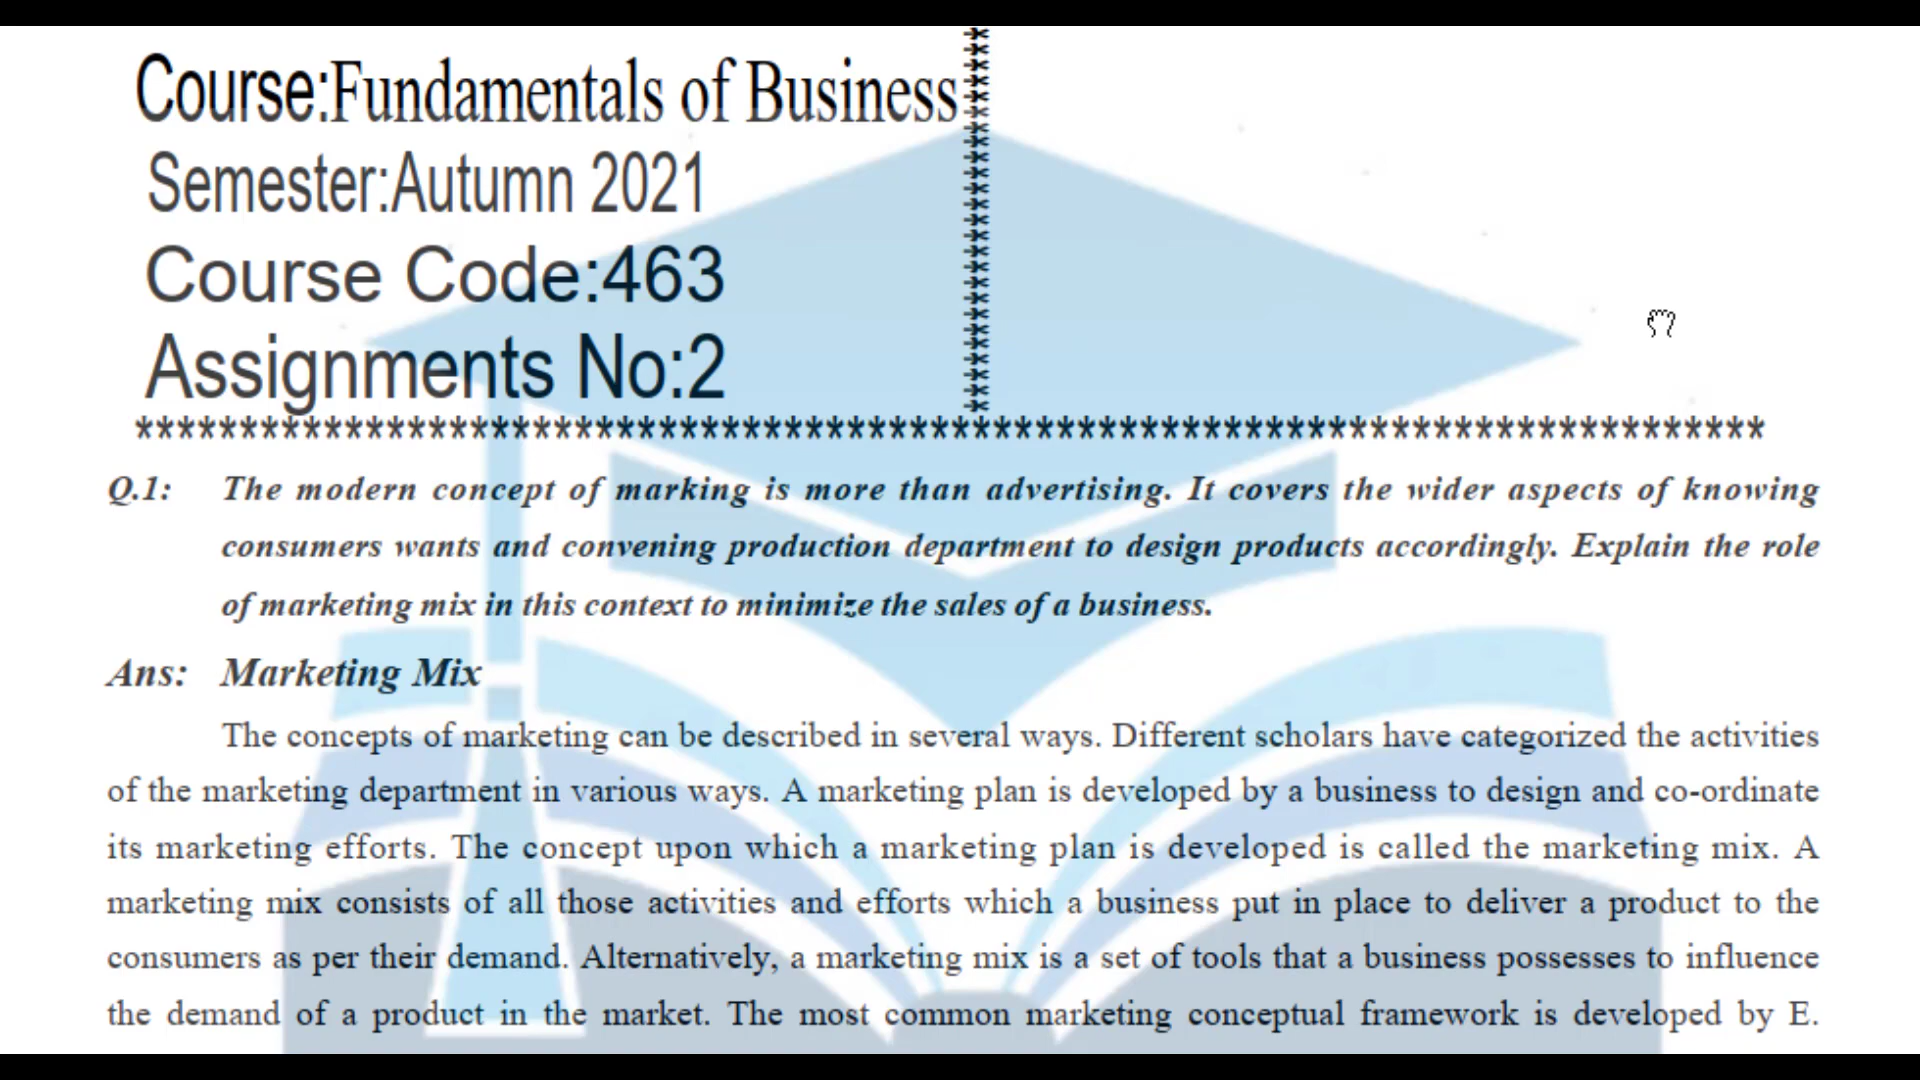 Course:Fundamentals of Business
Semester:Autumn 2021
Course Code:463
Assignments No:2
******************************************************************************
Q.1: The modern concept of marking is more than advertising. It covers the wider aspects of knowing
consumers wants and convening production department to design products accordingly. Explain the role
of marketing mix in this context to minimize the sales of a business.
Ans: Marketing Mix
The concepts of marketing can be described in several ways. Different scholars have categorized the activities
of the marketing department in various ways. A marketing plan is developed by a business to design and co-ordinate
its marketing efforts. The concept upon which a marketing plan is developed is called the marketing mix. A
marketing mix consists of all those activities and efforts which a business put in place to deliver a product to the
consumers as per their demand. Alternatively, a marketing mix is a set of tools that a business possesses to influence
the demand of a product in the market. The most common marketing conceptual framework is developed by E.